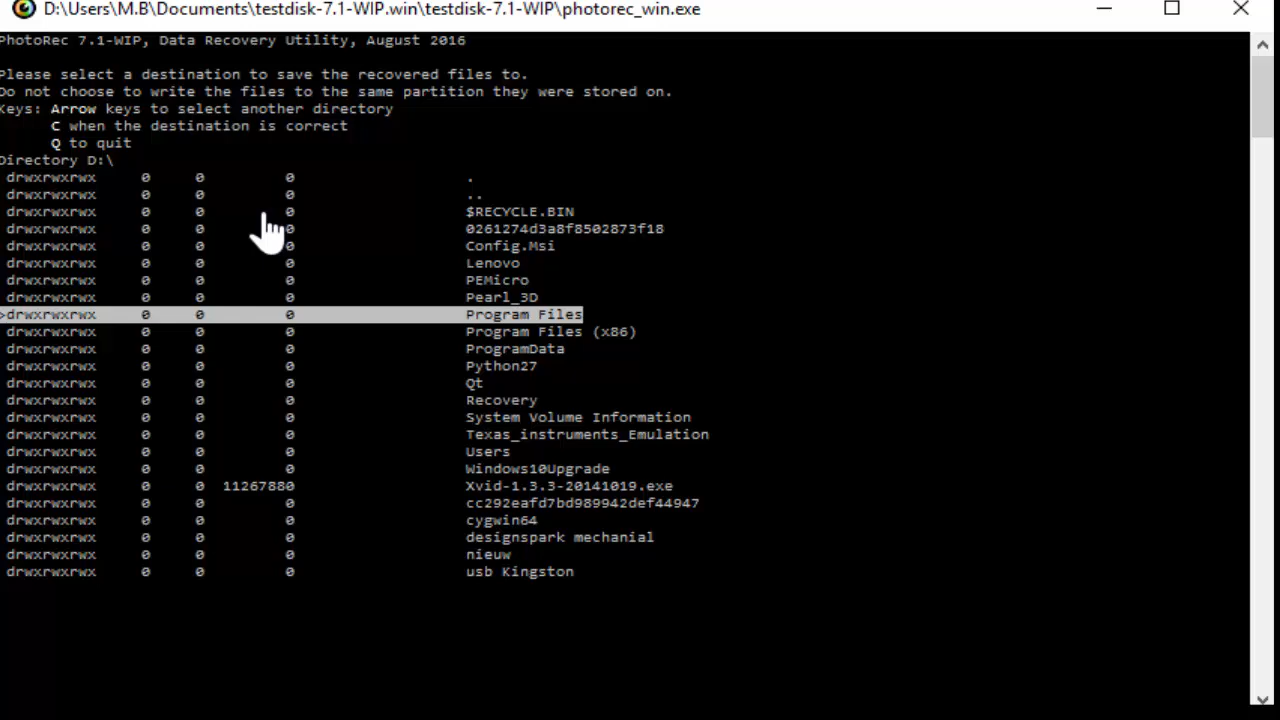 D:\Users\M.B\Documents\testdisk-7.1-WIP.win\testdisk-7.1-WIP\photorec_win.exe
PhotoRec 7.1-WIP, Data Recovery Utility, August 2016
Please select a destination to save the recovered files to.
Do not choose to write the files to the same partition they were stored on.
Keys: Arrow keys to select another directory
C when the destination is correct
Q to quit
Directory D:\
drwxrwxrwx 0 0 0 .
drwxrwxrwx 0 0 0 ..
drwxrwxrwx 0 0 0 $RECYCLE.BIN
drwxrwxrwx 0 0 0 0261274d3a8f8502873f18
drwxrwxrwx 0 0 0 Config.Msi
drwxrwxrwx 0 0 0 Lenovo
drwxrwxrwx 0 0 0 PEMicro
drwxrwxrwx 0 0 0 Pearl_3D
>drwxrwxrwx 0 0 0 Program Files
drwxrwxrwx 0 0 0 Program Files (x86)
drwxrwxrwx 0 0 0 ProgramData
drwxrwxrwx 0 0 0 Python27
drwxrwxrwx 0 0 0 Qt
drwxrwxrwx 0 0 0 Recovery
drwxrwxrwx 0 0 0 System Volume Information
drwxrwxrwx 0 0 0 Texas_instruments_Emulation
drwxrwxrwx 0 0 0 Users
drwxrwxrwx 0 0 0 Windows10Upgrade
drwxrwxrwx 0 0 11267880 Xvid-1.3.3-20141019.exe
drwxrwxrwx 0 0 0 cc292eafd7bd989942def44947
drwxrwxrwx 0 0 0 cygwin64
drwxrwxrwx 0 0 0 designspark mechanial
drwxrwxrwx 0 0 0 nieuw
drwxrwxrwx 0 0 0 usb Kingston